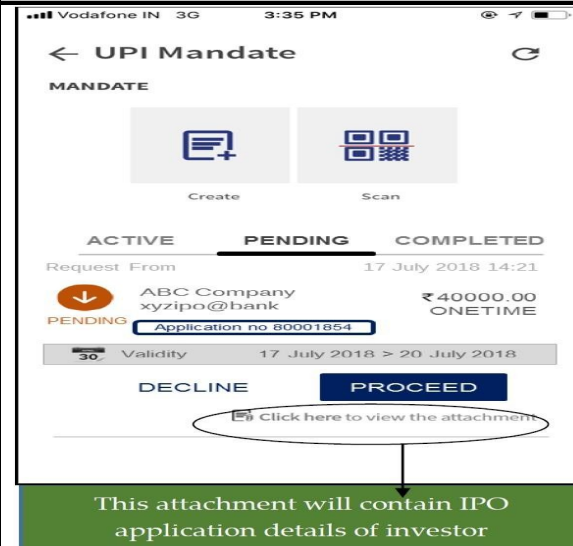 Vodafone IN 3G 3:35 PM
← UPI Mandate
MANDATE
Create Scan
ACTIVE PENDING COMPLETED
Request From 17 July 2018 14:21
ABC Company ₹40000.00
xyzipo@bank ONETIME
PENDING Application no 80001854
30 Validity 17 July 2018 > 20 July 2018
DECLINE PROCEED
Click here to view the attachment
This attachment will contain IPO
application details of investor